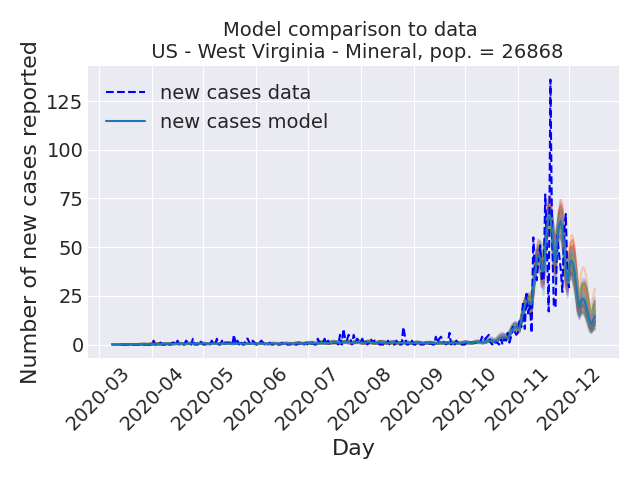 Model comparison to data
US - West Virginia - Mineral, pop. = 26868
Number of new cases reported
125
100
75
50
25
0
new cases data
new cases model
2020-03
2020-04
2020-05
2020-06
2020-07
2020-08
2020-09
2020-10
2020-11
2020-12
Day